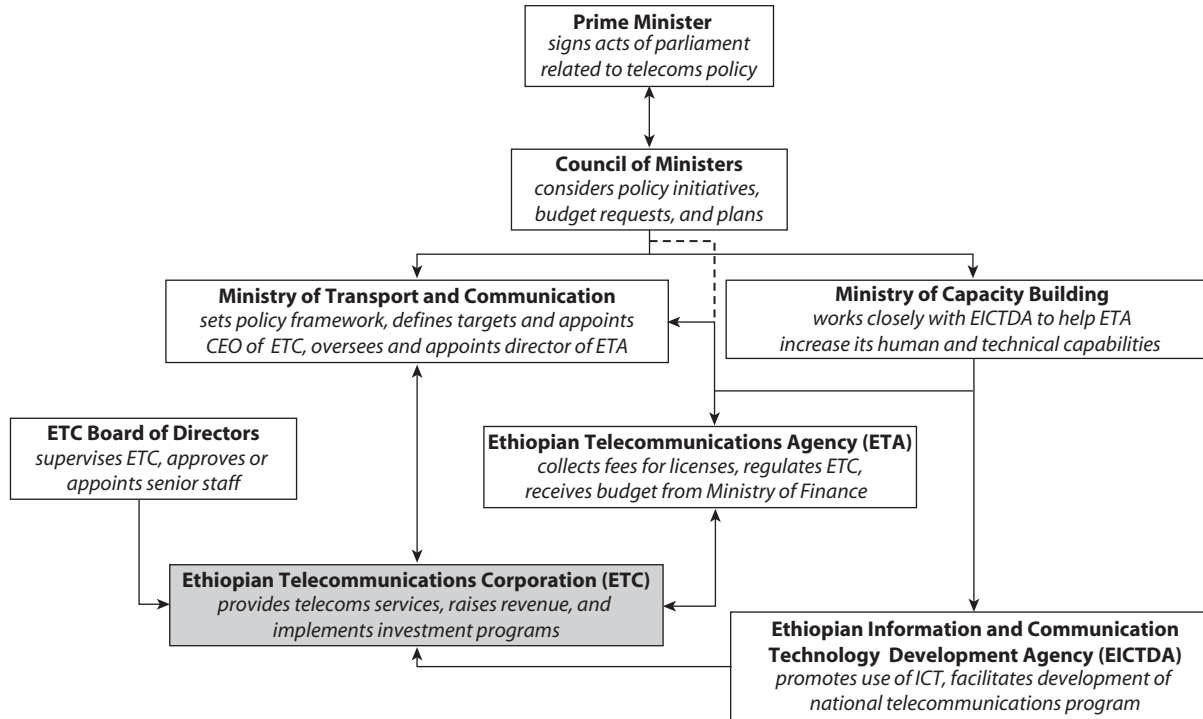 Prime Minister
signs acts of parliament
related to telecoms policy
Council of Ministers
considers policy initiatives,
budget requests, and plans
Ministry of Transport and Communication
sets policy framework, defines targets and appoints
CEO of ETC, oversees and appoints director of ETA
Ministry of Capacity Building
works closely with EICTDA to help ETA
increase its human and technical capabilities
ETC Board of Directors
supervises ETC, approves or
appoints senior staff
Ethiopian Telecommunications Agency (ETA)
collects fees for licenses, regulates ETC,
receives budget from Ministry of Finance
Ethiopian Telecommunications Corporation (ETC)
provides telecoms services, raises revenue, and
implements investment programs
Ethiopian Information and Communication
Technology Development Agency (EICTDA)
promotes use of ICT, facilitates development of
national telecommunications program